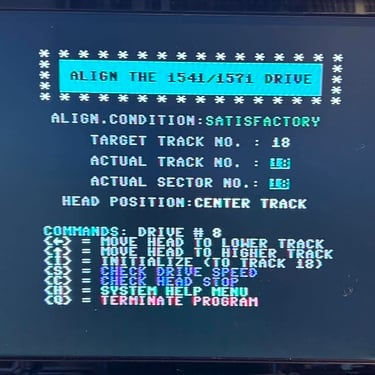 ALIGN THE 1541/1571 DRIVE
ALIGN.CONDITION:SATISFACTORY
TARGET TRACK NO. : 18
ACTUAL TRACK NO. : 18
ACTUAL SECTOR NO.: 18
HEAD POSITION:CENTER TRACK
COMMANDS: DRIVE # 8
= MOVE HEAD TO LOWER TRACK
= MOVE HEAD TO HIGHER TRACK
(I) = INITIALIZE (TO TRACK 18)
(S) = CHECK DRIVE SPEED
= CHECK HEAD STOP
= SYSTEM HELP MENU
(Q) = TERMINATE PROGRAM